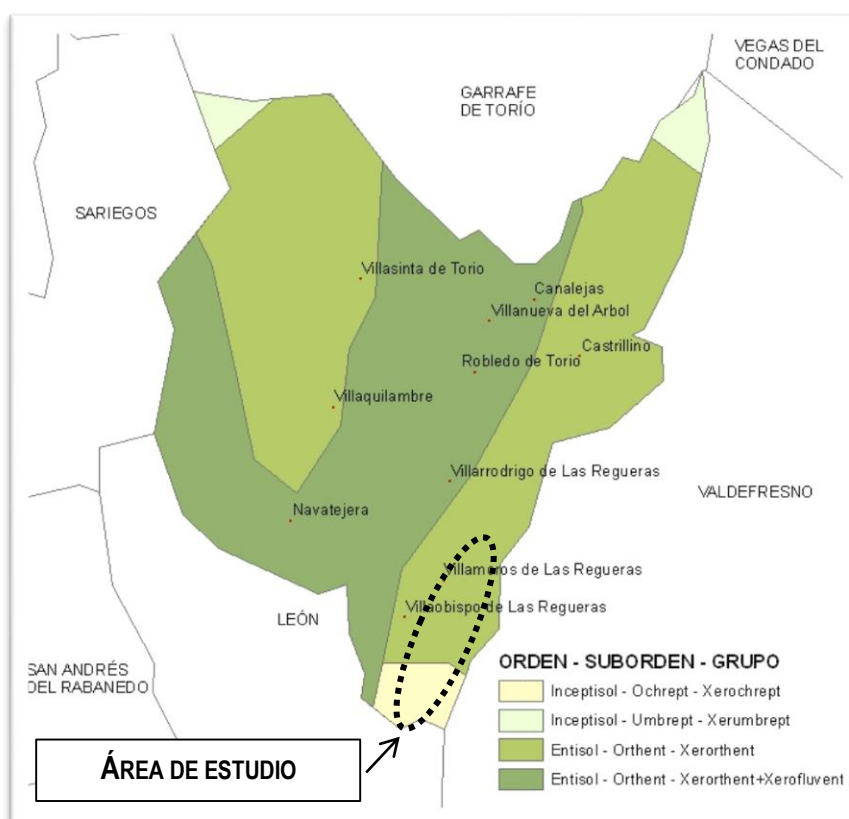 VEGAS DEL
CONDADO
GARRAFE
DE TORÍO
SARIEGOS
Villasinta de Torio
Canalejas
Villanueva del Arbol
Castrillino
Robledo de Torio
Villaquilambre
Villarrodrigo de Las Regueras
VALDEFRESNO
Navatejera
Villamoros de Las Regueras
Villaobispo de Las Regueras
LEÓN
SAN ANDRÉS
DEL RABANEDO
ORDEN - SUBORDEN - GRUPO
Inceptisol - Ochrept - Xerochrept
Inceptisol - Umbrept - Xerumbrept
Entisol - Orthent - Xerorthent
Entisol - Orthent - Xerorthent+Xerofluvent
ÁREA DE ESTUDIO